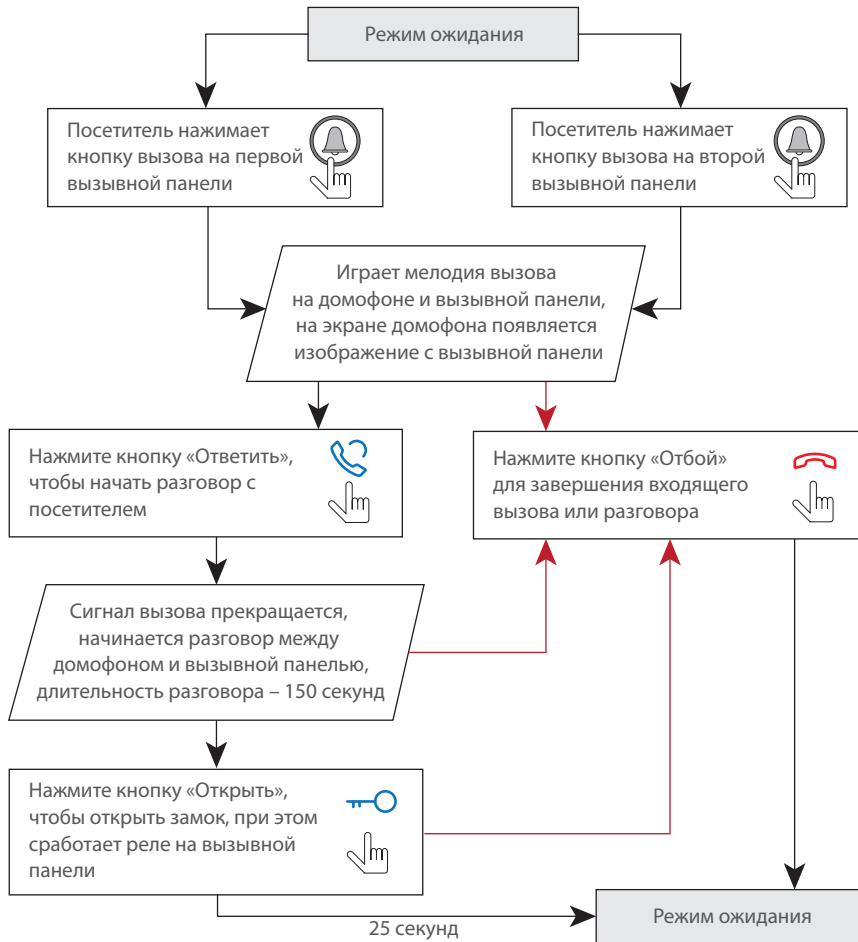 Режим ожидания
Посетитель нажимает
кнопку вызова на первой
вызывной панели
Посетитель нажимает
кнопку вызова на второй
вызывной панели
Играет мелодия вызова
на домофоне и вызывной панели,
на экране домофона появляется
изображение с вызывной панели
Нажмите кнопку «Ответить»,
чтобы начать разговор с
посетителем
Нажмите кнопку «Отбой»
для завершения входящего
вызова или разговора
Сигнал вызова прекращается,
начинается разговор между
домофоном и вызывной панелью,
длительность разговора – 150 секунд
Нажмите кнопку «Открыть»,
чтобы открыть замок, при этом
сработает реле на вызывной
панели
25 секунд
Режим ожидания